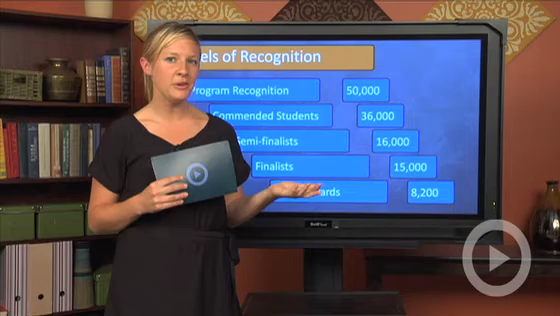 els of Recognition
rogram Recognition 50,000
Commended Students 36,000
Semi-finalists 16,000
Finalists 15,000
ards 8,200